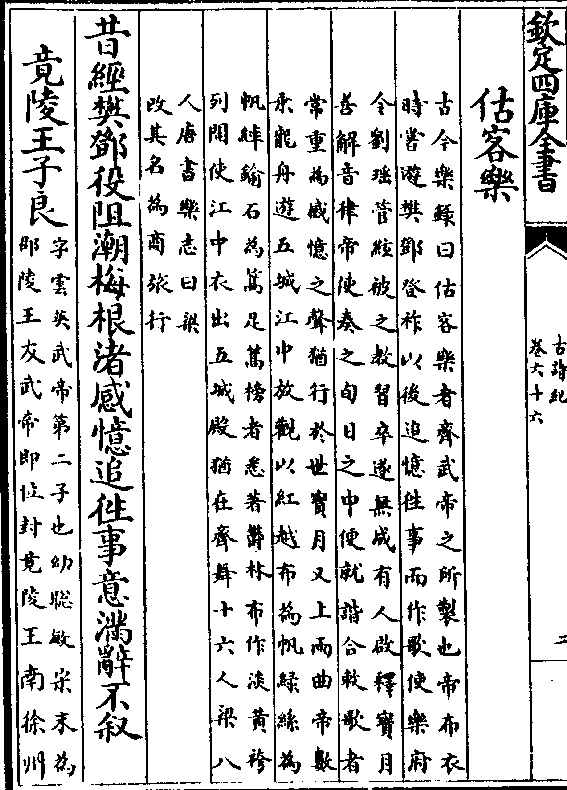 欽定四庫全書
古詩紀
卷六十六
二
估客樂
古今樂錄曰估客樂者齊武帝之所製也帝布衣
時嘗遊樊鄧登祚以後追憶徃事而作歌使樂府
令劉瑶管絃被之教習卒遂無成有人啟釋寳月
善解音律帝使奏之旬日之中便就諧合敕歌者
常重為感憶之聲猶行於世寳月又上兩曲帝數
乘龍舟遊五城江中放觀以紅越布為帆緑絲為
帆縴鍮石為篙足篙榜者悉著鬱林布作淡黄袴
列開使江中衣出五城殿猶在齊舞十六人梁八
人唐書樂志曰梁
改其名為商旅行
昔經樊鄧役阻潮梅根渚感憶追徃事意滿辭不叙
竟陵王子良
字雲英武帝第二子也幼聰敏宋末為
邵陵王友武帝即位封竟陵王南徐州